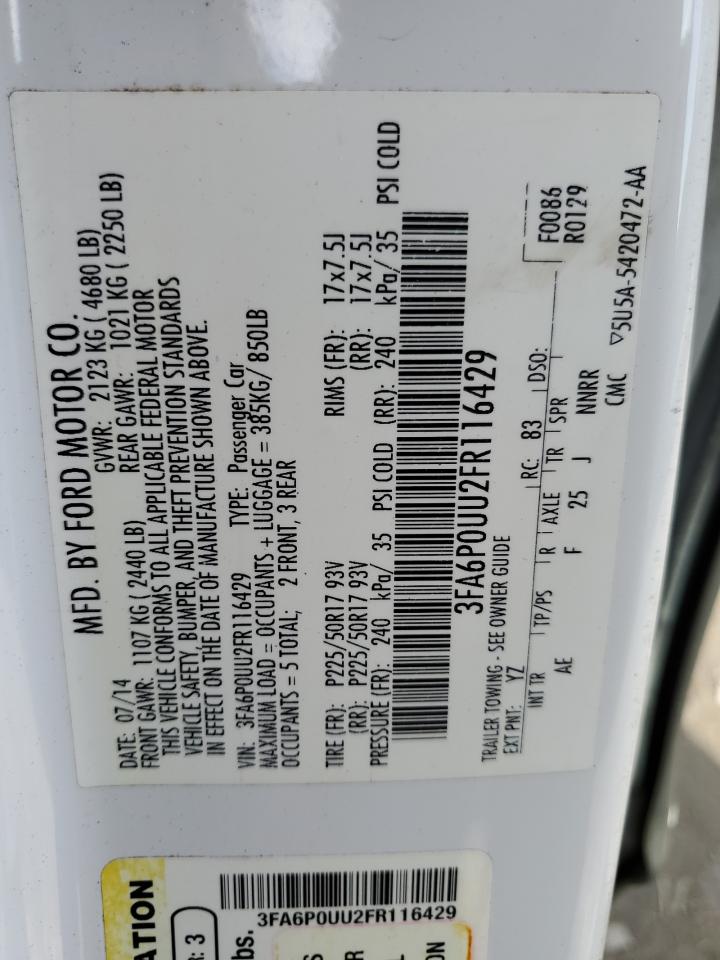 MFD. BY FORD MOTOR CO.
DATE: 07/14 GVWR: 2123 KG ( 4680 LB)
FRONT GAWR: 1107 KG ( 2440 LB) REAR GAWR: 1021 KG ( 2250 LB)
THIS VEHICLE CONFORMS TO ALL APPLICABLE FEDERAL MOTOR
VEHICLE SAFETY, BUMPER, AND THEFT PREVENTION STANDARDS
IN EFFECT ON THE DATE OF MANUFACTURE SHOWN ABOVE.
VIN: 3FA6P0UU2FR116429 TYPE: Passenger Car
MAXIMUM LOAD = OCCUPANTS + LUGGAGE = 385KG/ 850LB
OCCUPANTS = 5 TOTAL; 2 FRONT, 3 REAR
TIRE (FR): P225/50R17 93V RIMS (FR): 17x7.5J
(RR): P225/50R17 93V (RR): 17x7.5J
PRESSURE (FR): 240 kPa/ 35 PSI COLD (RR): 240 kPa/ 35 PSI COLD
3FA6P0UU2FR116429
TRAILER TOWING - SEE OWNER GUIDE
EXT PNT: YZ RC: 83 DSO: F0086
R0129
INT TR TP/PS R AXLE TR SPR
AE F 25 J NNRR
CMC ▽5U5A-5420472-AA
ATION
R: 3
bs.
3FA6P0UU2FR116429
S
R
L
ON